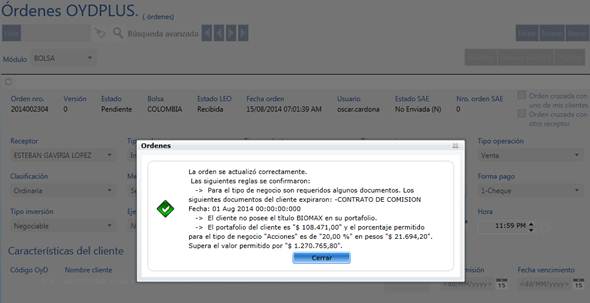 Órdenes OYDPLUS. ( órdenes)
Búsqueda avanzada
Módulo BOLSA
Orden nro. Versión Estado Bolsa Estado LEO Fecha orden Usuario Estado SAE Nro. orden SAE
2014002304 0 Pendiente COLOMBIA Recibida 15/08/2014 07:01:39 AM oscar.cardona No Enviada (N) 0
Orden cruzada con
uno de mis clientes
Orden cruzada con
otro receptor
Receptor Tipo operación
ESTEBAN GAVIRIA LOPEZ Venta
Clasificación Forma pago
Ordinaria 1-Cheque
Tipo inversión Hora
Negociable 11:59 PM
Ordenes
La orden se actualizó correctamente.
Las siguientes reglas se confirmaron:
-> Para el tipo de negocio son requeridos algunos documentos. Los
siguientes documentos del cliente expiraron: -CONTRATO DE COMISION
Fecha: 01 Aug 2014 00:00:00:000
-> El cliente no posee el título BIOMAX en su portafolio.
-> El portafolio del cliente es "$ 108.471,00" y el porcentaje permitido
para el tipo de negocio "Acciones" es de "20,00 %" en pesos "$ 21.694,20".
Supera el valor permitido por "$ 1.270.765,80".
Cerrar
Características del cliente
Código OyD Nombre cliente Fecha vencimiento
<dd/MM/yyyy> 15